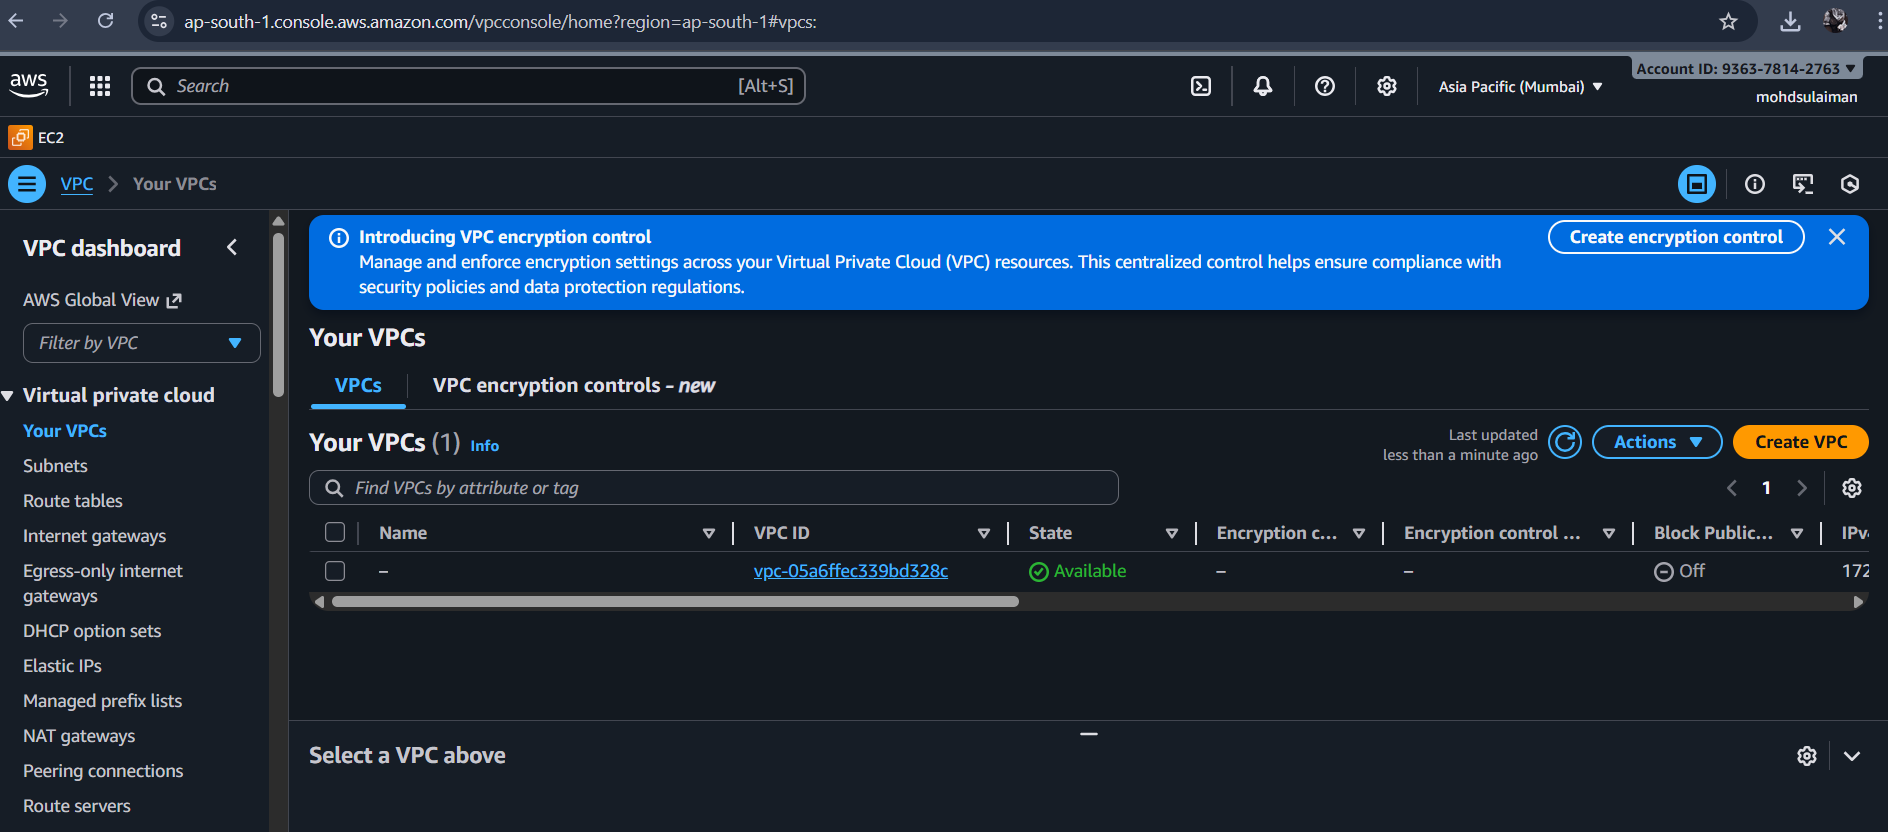 ap-south-1.console.aws.amazon.com/vpcconsole/home?region=ap-south-1#vpcs:
aws
Search
[Alt+S]
Asia Pacific (Mumbai)
Account ID: 9363-7814-2763
mohdsulaiman
EC2
VPC
Your VPCs
VPC dashboard
AWS Global View
Filter by VPC
Virtual private cloud
Your VPCs
Subnets
Route tables
Internet gateways
Egress-only internet
gateways
DHCP option sets
Elastic IPs
Managed prefix lists
NAT gateways
Peering connections
Route servers
Introducing VPC encryption control
Manage and enforce encryption settings across your Virtual Private Cloud (VPC) resources. This centralized control helps ensure compliance with
security policies and data protection regulations.
Create encryption control
Your VPCs
VPCs
VPC encryption controls - new
Your VPCs (1) Info
Last updated
less than a minute ago
Actions
Create VPC
Find VPCs by attribute or tag
1
Name VPC ID State Encryption c... Encryption control ... Block Public... IPv4
– vpc-05a6ffec339bd328c Available – – Off 172
Select a VPC above